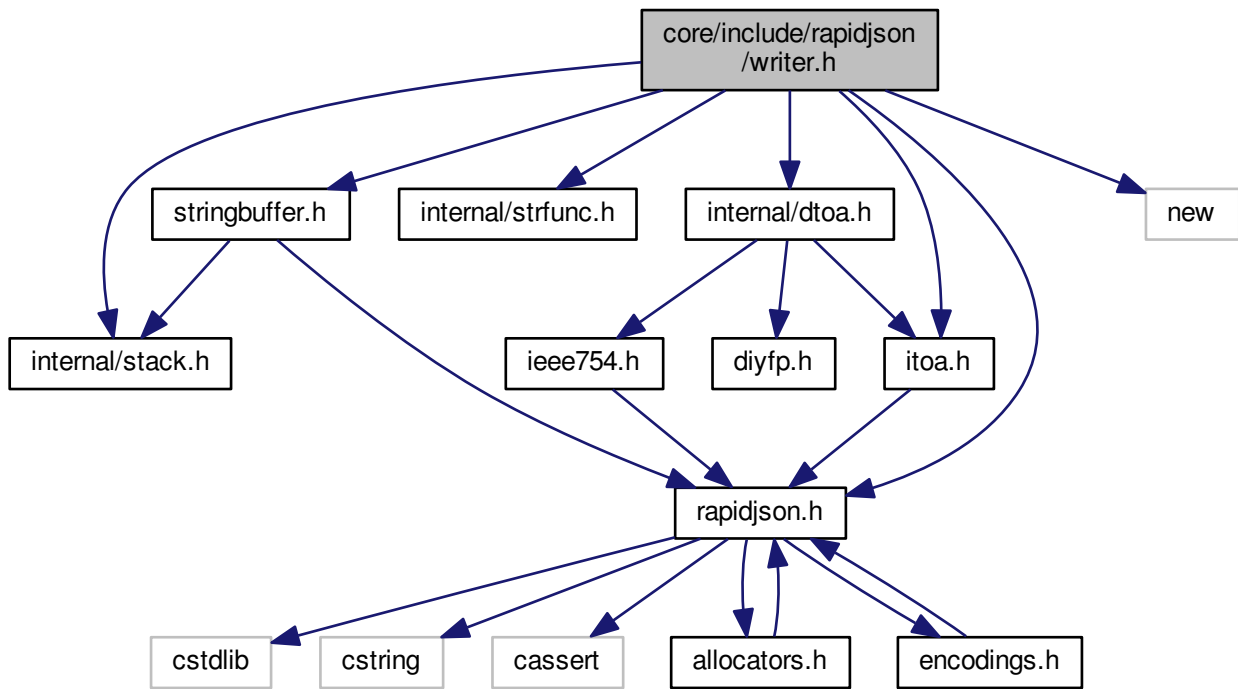 core/include/rapidjson
/writer.h
stringbuffer.h
internal/strfunc.h
internal/dtoa.h
new
internal/stack.h
ieee754.h
diyfp.h
itoa.h
rapidjson.h
cstdlib
cstring
cassert
allocators.h
encodings.h